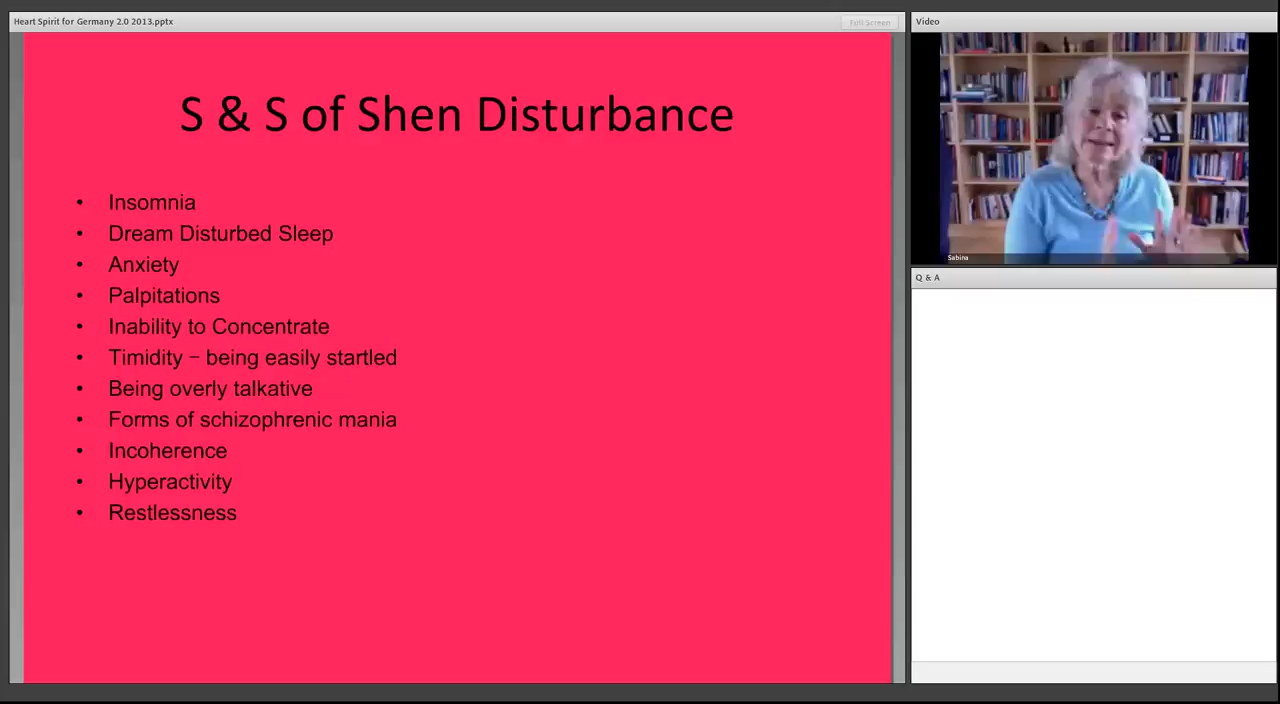 Heart Spirit for Germany 2.0 2013.pptx
Full Screen
S & S of Shen Disturbance
• Insomnia
• Dream Disturbed Sleep
• Anxiety
• Palpitations
• Inability to Concentrate
• Timidity – being easily startled
• Being overly talkative
• Forms of schizophrenic mania
• Incoherence
• Hyperactivity
• Restlessness
Video
Sabina
Q & A